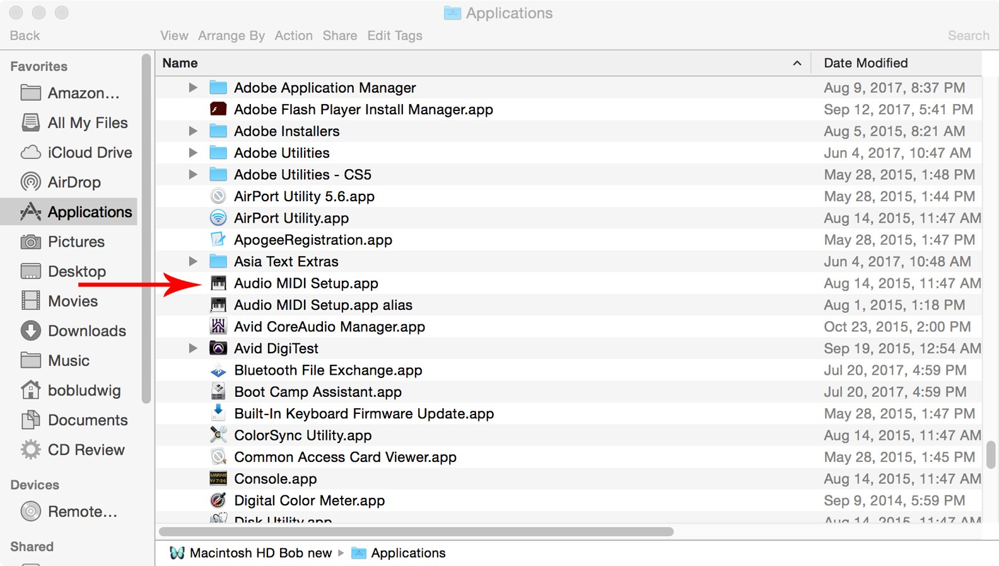 Applications
Back
View Arrange By Action Share Edit Tags
Search
Favorites
Amazon…
All My Files
iCloud Drive
AirDrop
Applications
Pictures
Desktop
Movies
Downloads
Music
bobludwig
Documents
CD Review
Devices
Remote…
Shared
Name Date Modified
Adobe Application Manager Aug 9, 2017, 8:37 PM
Adobe Flash Player Install Manager.app Sep 12, 2017, 5:41 PM
Adobe Installers Aug 5, 2015, 8:21 AM
Adobe Utilities Jun 4, 2017, 10:47 AM
Adobe Utilities - CS5 May 28, 2015, 1:48 PM
AirPort Utility 5.6.app May 28, 2015, 1:44 PM
AirPort Utility.app Aug 14, 2015, 11:47 AM
ApogeeRegistration.app May 28, 2015, 1:47 PM
Asia Text Extras Jun 4, 2017, 10:48 AM
Audio MIDI Setup.app Aug 14, 2015, 11:47 AM
Audio MIDI Setup.app alias Aug 1, 2015, 1:18 PM
Avid CoreAudio Manager.app Oct 23, 2015, 2:00 PM
Avid DigiTest Sep 19, 2015, 12:54 AM
Bluetooth File Exchange.app Jul 20, 2017, 4:59 PM
Boot Camp Assistant.app Jul 20, 2017, 4:59 PM
Built-In Keyboard Firmware Update.app May 28, 2015, 1:47 PM
ColorSync Utility.app Aug 14, 2015, 11:47 AM
Common Access Card Viewer.app May 28, 2015, 1:45 PM
Console.app Aug 14, 2015, 11:47 AM
Digital Color Meter.app Sep 9, 2014, 5:59 PM
Disk Utility.app Aug 14, 2015, 11:47 AM
Macintosh HD Bob new Applications